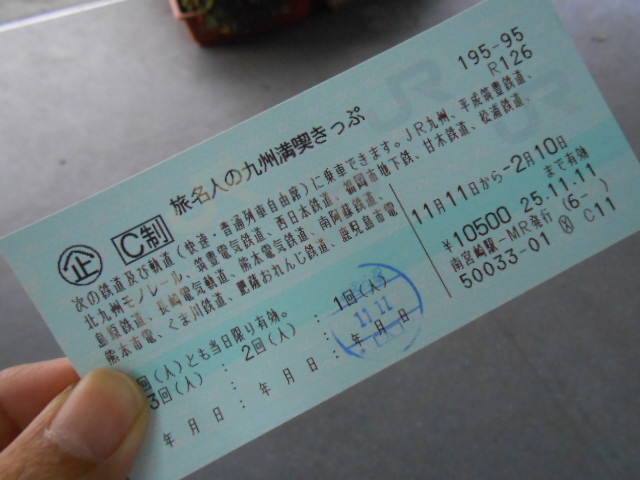 195-95
R126
旅名人の九州満喫きっぷ
企 C制
次の鉄道及び軌道(快速・普通列車自由席)に乗車できます。JR九州、平成筑豊鉄道、
北九州モノレール、筑豊電気鉄道、西日本鉄道、福岡市地下鉄、甘木鉄道、松浦鉄道、
島原鉄道、長崎電気軌道、熊本電気鉄道、南阿蘇鉄道、
熊本市電、くま川鉄道、肥薩おれんじ鉄道、鹿児島市電
11月11日から-2月10日
まで有効
回(人)とも当日限り有効。
1回(人)
: 年 月 日
3回(人) : 2回(人) :
年 月 日 : 年 月 日
11.11
¥10500 25.11.11
南宮崎駅-MR発行 (6-)
50033-01 C11